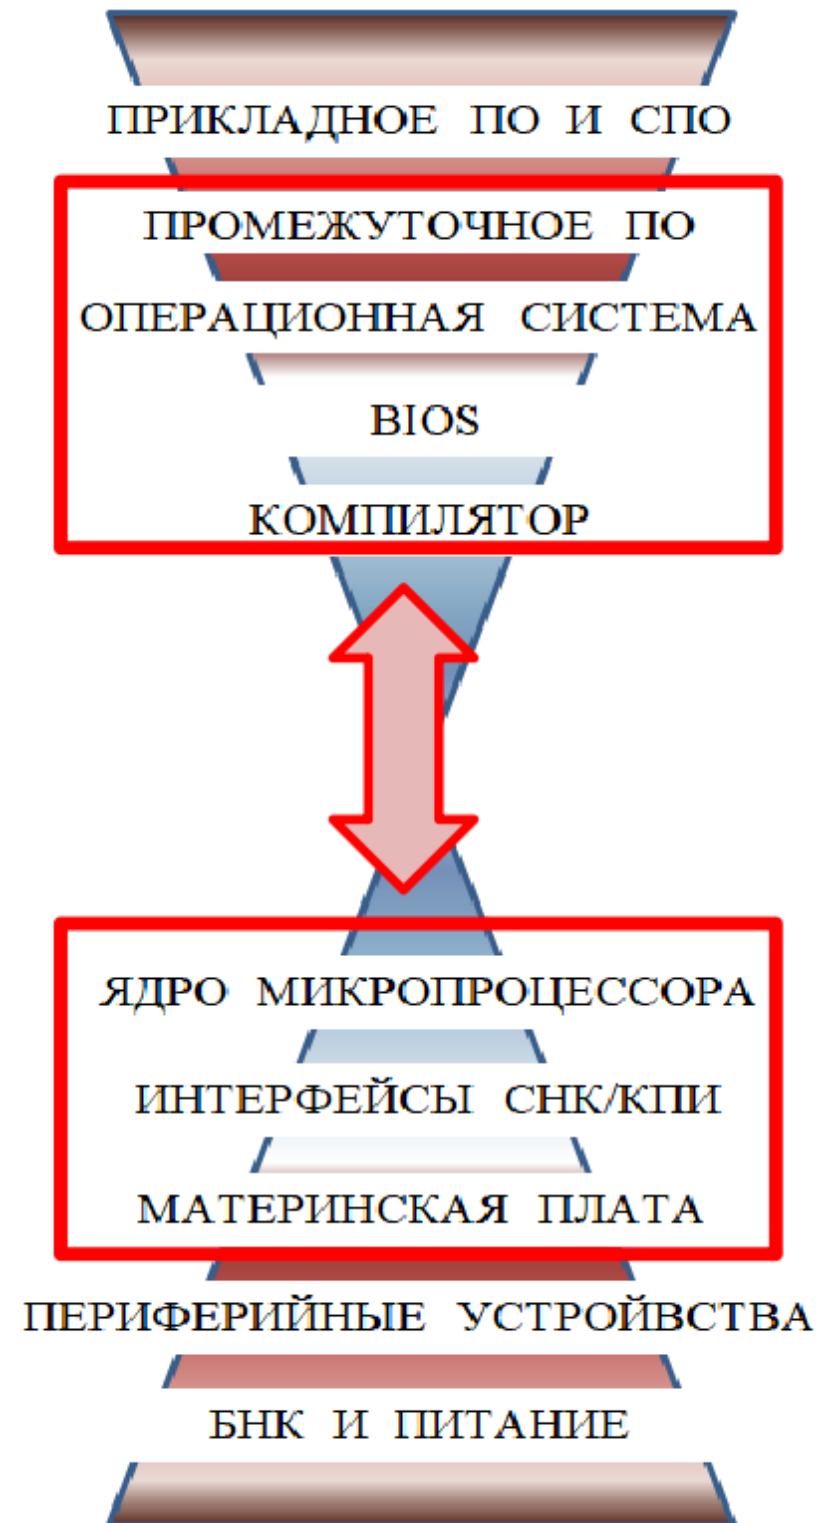 ПРИКЛАДНОЕ ПО И СПО
ПРОМЕЖУТОЧНОЕ ПО
ОПЕРАЦИОННАЯ СИСТЕМА
BIOS
КОМПИЛЯТОР
ЯДРО МИКРОПРОЦЕССОРА
ИНТЕРФЕЙСЫ СНК/КПИ
МАТЕРИНСКАЯ ПЛАТА
ПЕРИФЕРИЙНЫЕ УСТРОЙВСТВА
БНК И ПИТАНИЕ